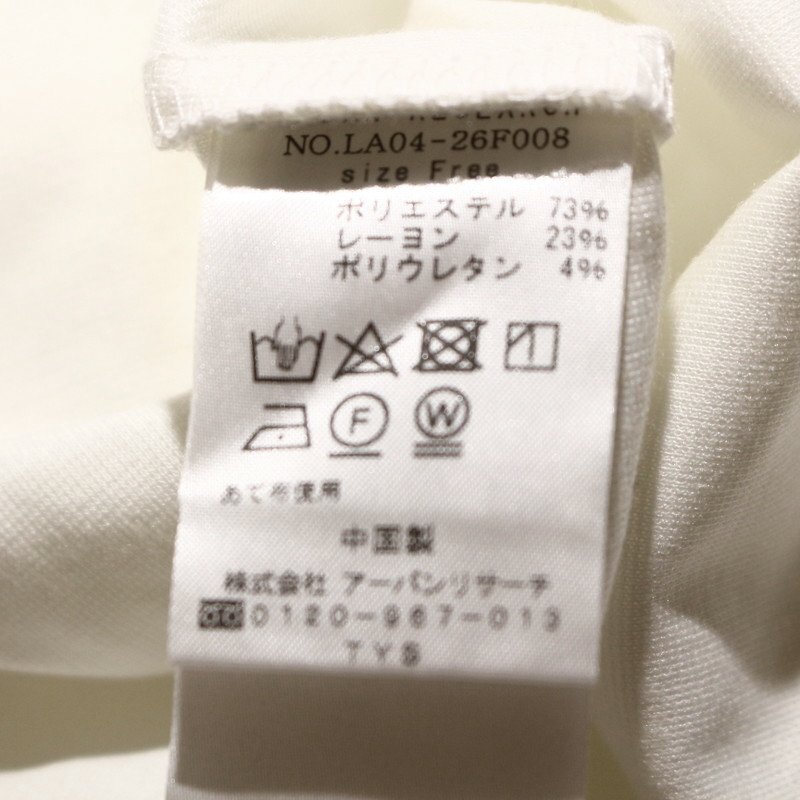 NO.LA04-26F008
size Free
ポリエステル 73%
レーヨン 23%
ポリウレタン 4%
F W
あて布使用
中国製
株式会社 アーバンリサーチ
0120-967-013
TYS